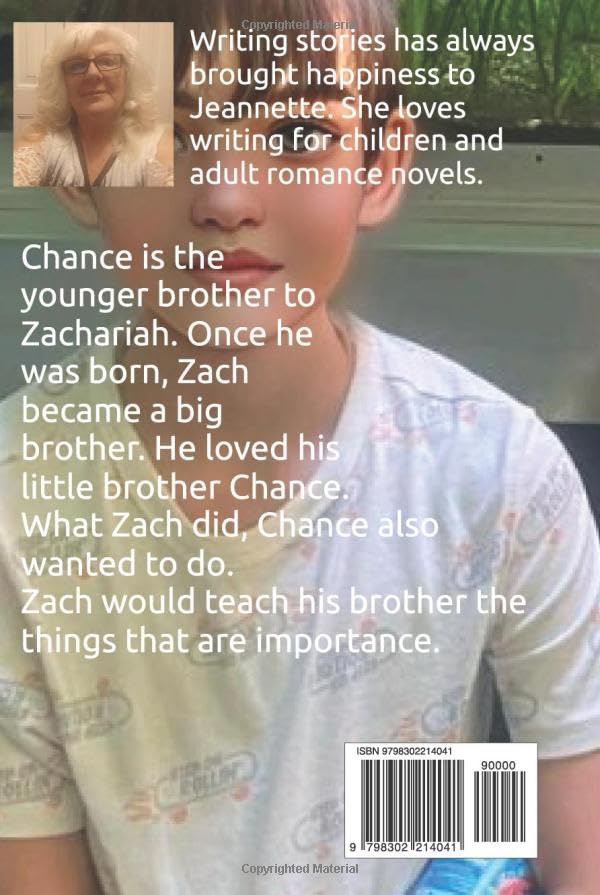 Copyrighted Material
Writing stories has always
brought happiness to
Jeannette. She loves
writing for children and
adult romance novels.
Chance is the
younger brother to
Zachariah. Once he
was born, Zach
became a big
brother. He loved his
little brother Chance.
What Zach did, Chance also
wanted to do.
Zach would teach his brother the
things that are importance.
ISBN 9798302214041
90000
9 798302 214041
Copyrighted Material